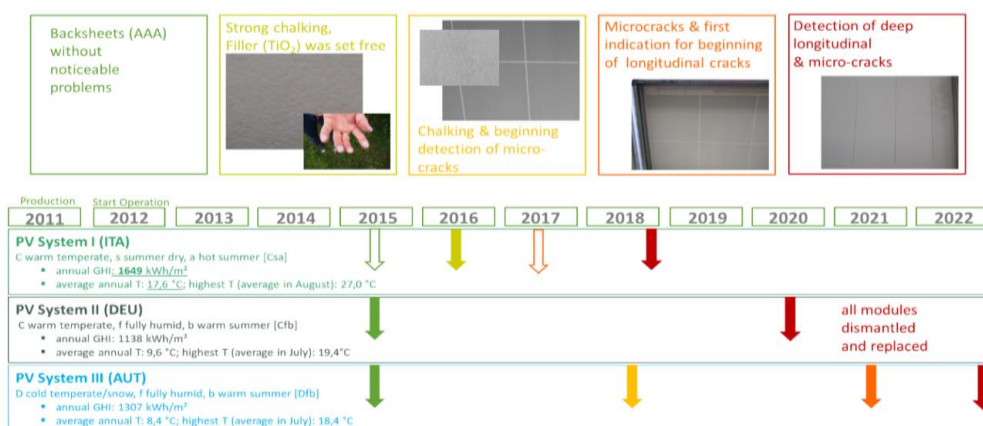 Backsheets (AAA)
without
noticeable
problems
Strong chalking,
Filler (TiO₂) was set free
Chalking & beginning
detection of micro-
cracks
Microcracks & first
indication for beginning
of longitudinal cracks
Detection of deep
longitudinal
& micro-cracks
Production
Start Operation
2011
2012
2013
2014
2015
2016
2017
2018
2019
2020
2021
2022
PV System I (ITA)
C warm temperate, s summer dry, a hot summer [Csa]
▪ annual GHI: 1649 kWh/m²
▪ average annual T: 17,6 °C; highest T (average in August): 27,0 °C
PV System II (DEU)
C warm temperate, f fully humid, b warm summer [Cfb]
▪ annual GHI: 1138 kWh/m²
▪ average annual T: 9,6 °C; highest T (average in July): 19,4°C
all modules
dismantled
and replaced
PV System III (AUT)
D cold temperate/snow, f fully humid, b warm summer [Dfb]
▪ annual GHI: 1307 kWh/m²
▪ average annual T: 8,4 °C; highest T (average in July): 18,4 °C